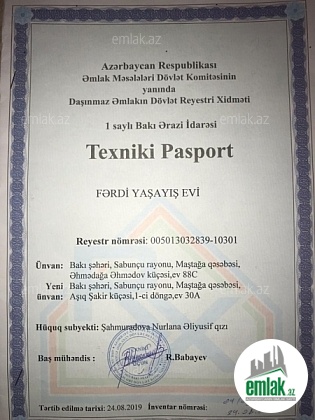 emlak.az
emlak.az
Azərbaycan Respublikası
Əmlak Məsələləri Dövlət Komitəsinin
yanında
Daşınmaz Əmlakın Dövlət Reyestri Xidməti
1 saylı Bakı Ərazi İdarəsi
Texniki Pasport
FƏRDİ YAŞAYIŞ EVİ
Reyestr nömrəsi: 005013032839-10301
Ünvan: Bakı şəhəri, Sabunçu rayonu, Maştağa qəsəbəsi,
Əhmədağa Əhmədov küçəsi,ev 88C
Yeni Bakı şəhəri, Sabunçu rayonu, Maştağa qəsəbəsi,
ünvan: Aşıq Şakir küçəsi,1-ci döngə,ev 30A
Hüquq subyekti: Şahmuradova Nurlana Əliyusif qızı
Baş mühəndis : R.Babayev
Tərtib edilmə tarixi: 24.08.2019 İnventar nömrəsi:
emlak.az